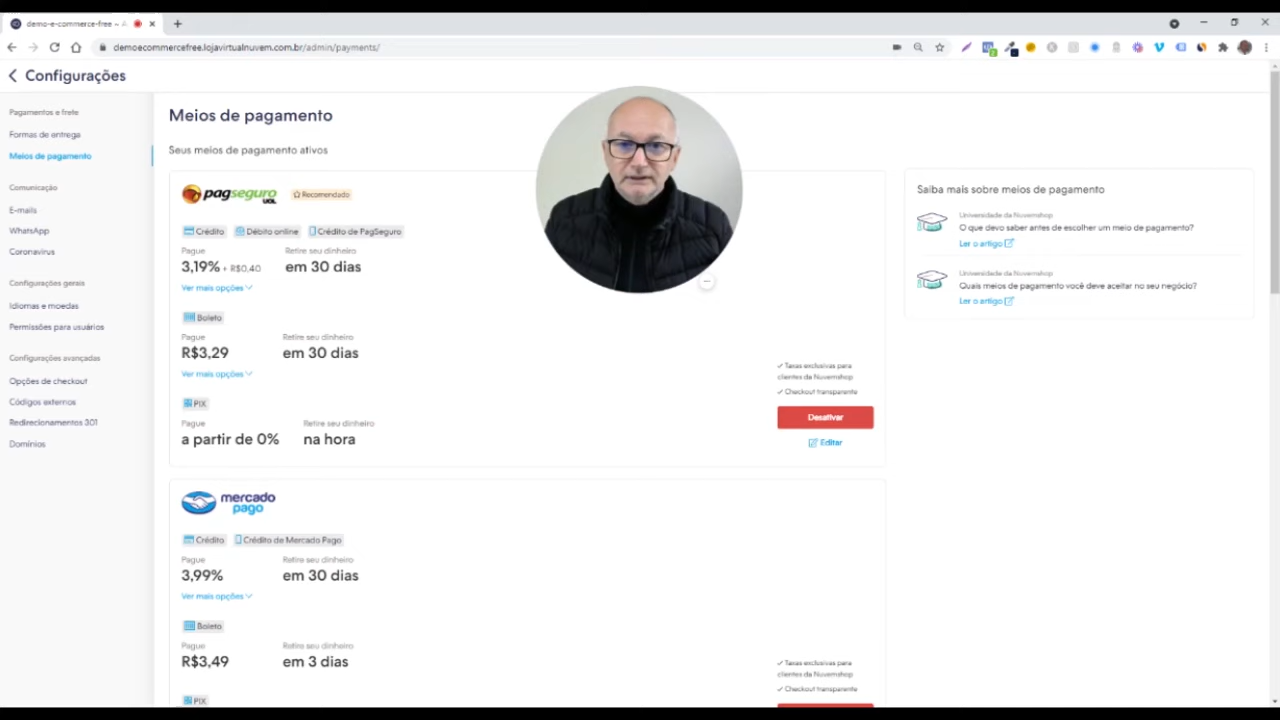 demo-e-commerce-free
demoecommercefree.lojavirtualnuvem.com.br/admin/payments/
Configurações
Pagamentos e frete
Formas de entrega
Meios de pagamento
Comunicação
E-mails
WhatsApp
Coronavirus
Configurações gerais
Idiomas e moedas
Permissões para usuários
Configurações avançadas
Opções de checkout
Códigos externos
Redirecionamentos 301
Domínios
Meios de pagamento
Seus meios de pagamento ativos
pagseguro UOL
Recomendado
Crédito Débito online Crédito de PagSeguro
Pague Retire seu dinheiro
3,19% + R$0,40 em 30 dias
Ver mais opções
Boleto
Pague Retire seu dinheiro
R$3,29 em 30 dias
Ver mais opções
PIX
Pague Retire seu dinheiro
a partir de 0% na hora
✓ Taxas exclusivas para
clientes da Nuvemshop
✓ Checkout transparente
Desativar
Editar
mercado
pago
Crédito Crédito de Mercado Pago
Pague Retire seu dinheiro
3,99% em 30 dias
Ver mais opções
Boleto
Pague Retire seu dinheiro
R$3,49 em 3 dias
PIX
✓ Taxas exclusivas para
clientes da Nuvemshop
✓ Checkout transparente
Saiba mais sobre meios de pagamento
Universidade da Nuvemshop
O que devo saber antes de escolher um meio de pagamento?
Ler o artigo
Universidade da Nuvemshop
Quais meios de pagamento você deve aceitar no seu negócio?
Ler o artigo